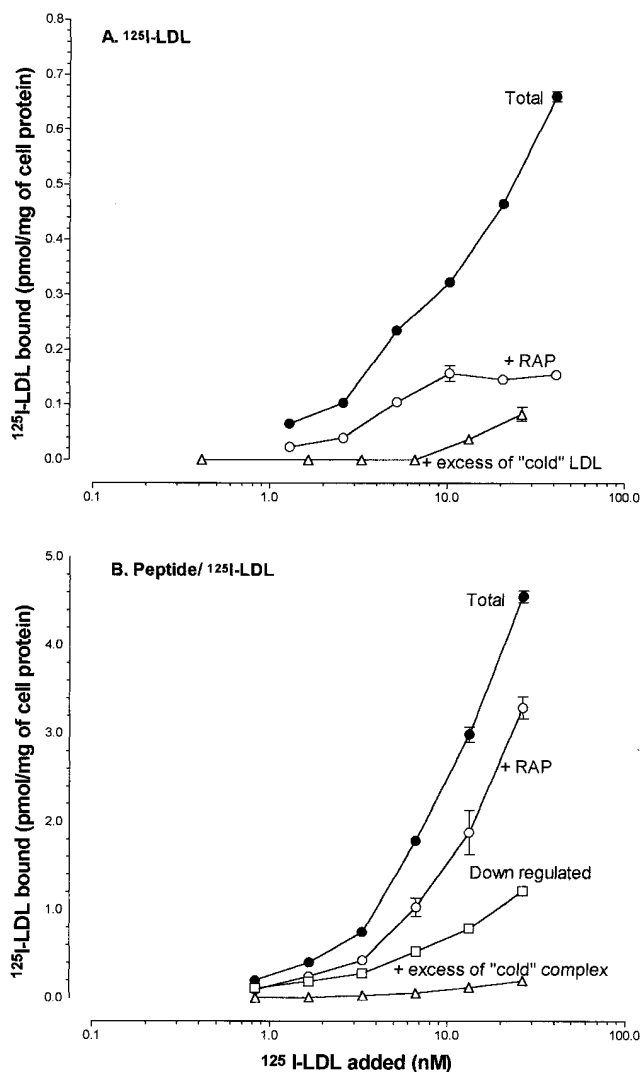 A. ¹²⁵I-LDL
0.8
0.7
0.6
0.5
0.4
0.3
0.2
0.1
0.0
¹²⁵I-LDL bound (pmol/mg of cell protein)
Total
+ RAP
+ excess of "cold" LDL
0.1
1.0
10.0
100.0
B. Peptide/ ¹²⁵I-LDL
5.0
4.0
3.0
2.0
1.0
0.0
¹²⁵I-LDL bound (pmol/mg of cell protein)
Total
+ RAP
Down regulated
+ excess of "cold" complex
0.1
1.0
10.0
100.0
¹²⁵ I-LDL added (nM)